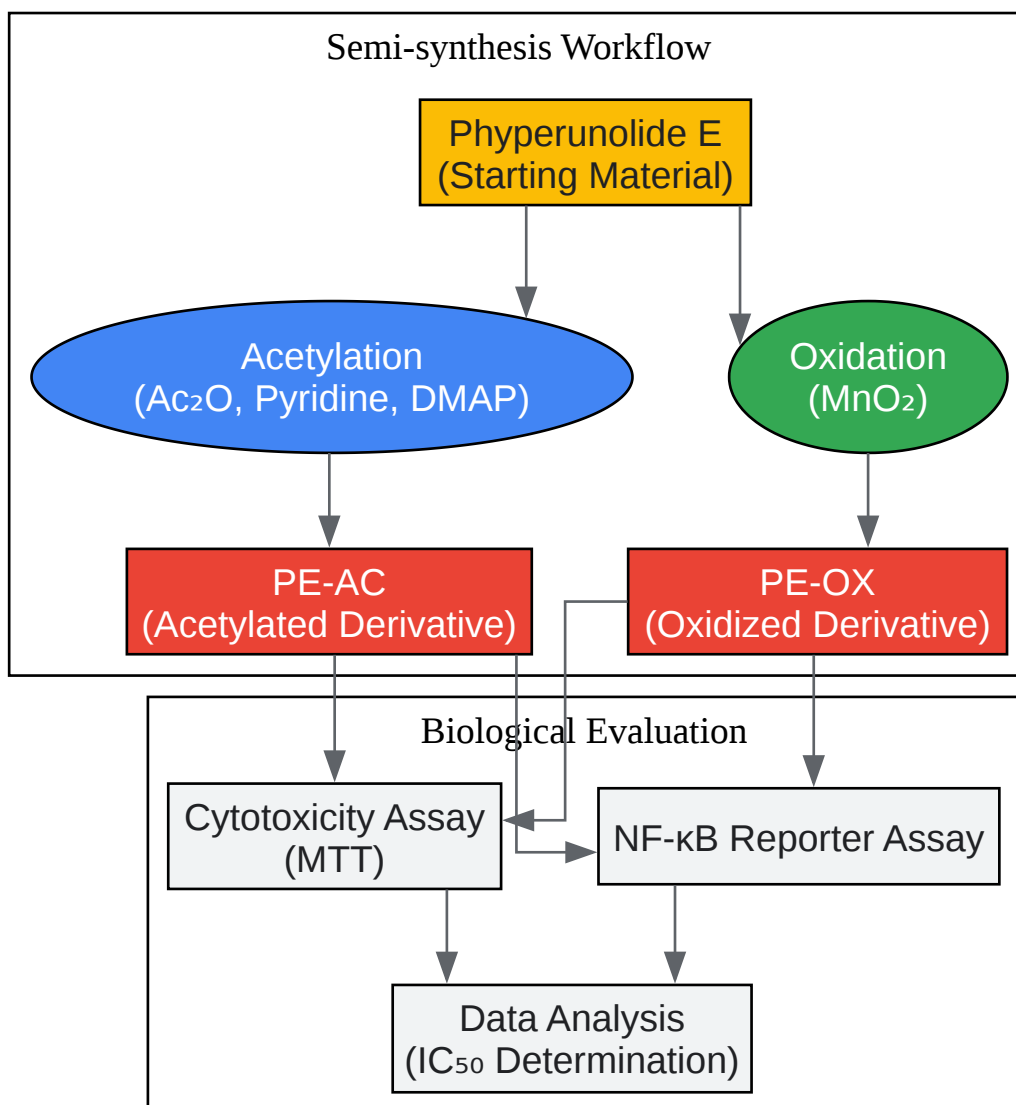 Semi-synthesis Workflow
Phyperunolide E
(Starting Material)
Acetylation
(Ac₂O, Pyridine, DMAP)
Oxidation
(MnO₂)
PE-AC
(Acetylated Derivative)
PE-OX
(Oxidized Derivative)
Biological Evaluation
Cytotoxicity Assay
(MTT)
NF-κB Reporter Assay
Data Analysis
(IC₅₀ Determination)